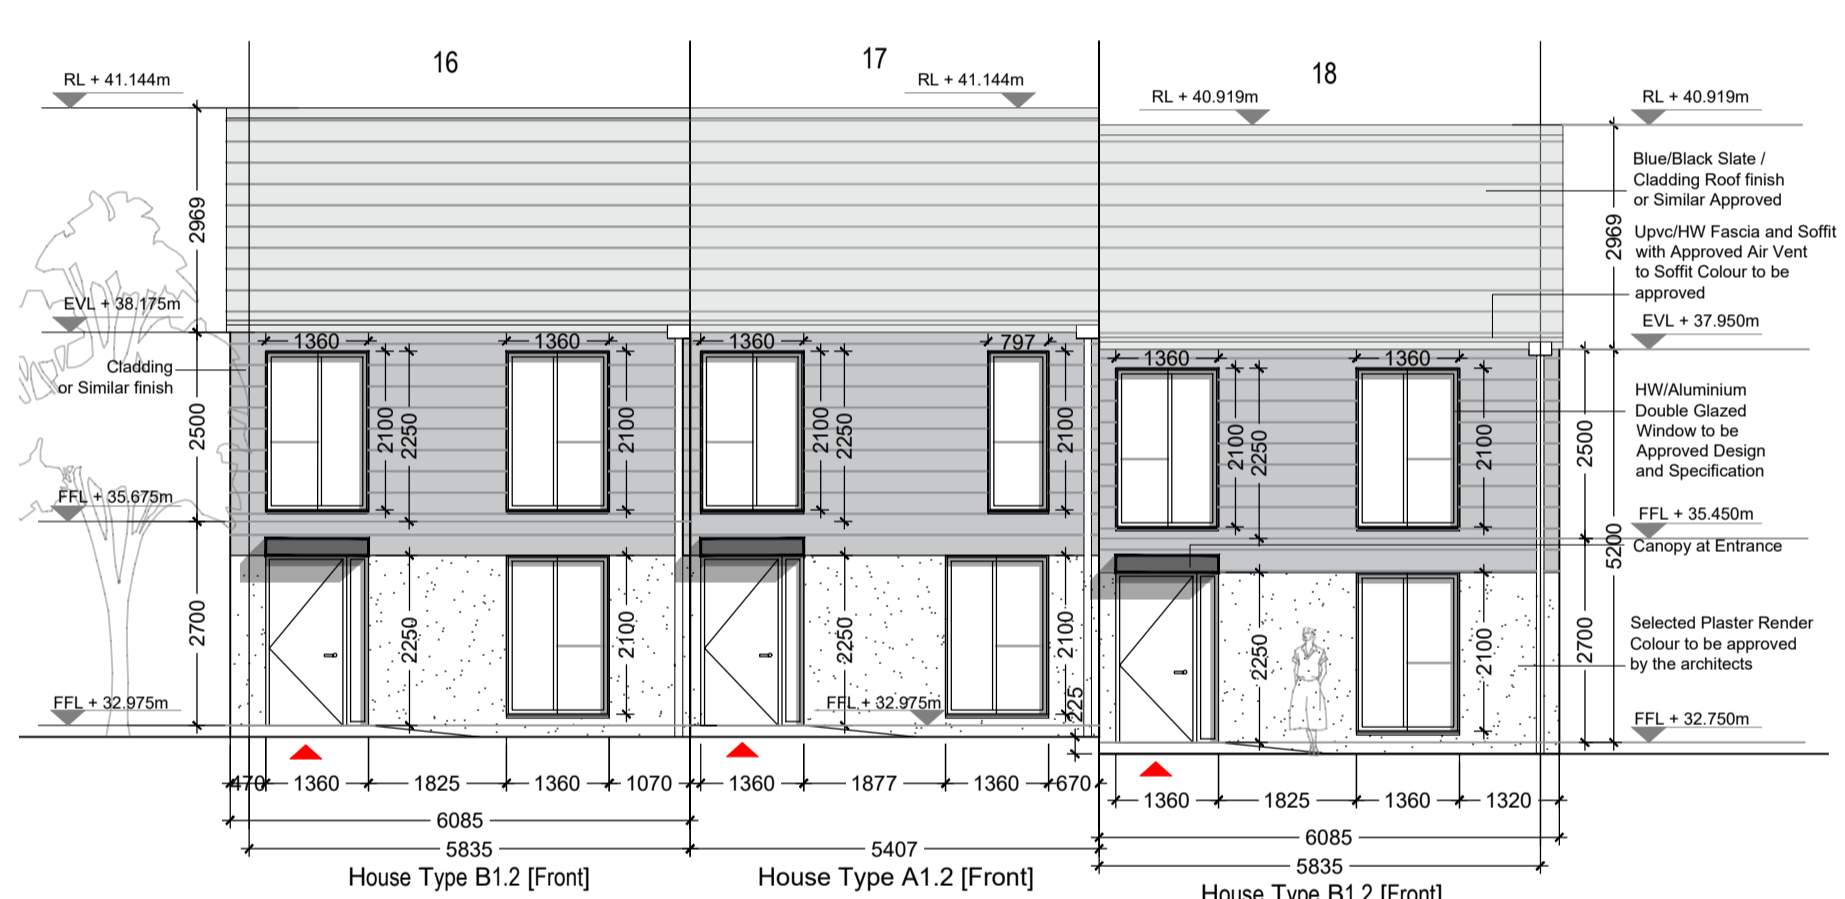 16
17
18
RL + 41.144m
RL + 41.144m
RL + 40.919m
RL + 40.919m
Blue/Black Slate /
Cladding Roof finish
or Similar Approved
2969
2969
Upvc/HW Fascia and Soffit
with Approved Air Vent
to Soffit Colour to be
approved
EVL + 38.175m
EVL + 37.950m
1360
1360
1360
797
1360
1360
Cladding
or Similar finish
HW/Aluminium
Double Glazed
Window to be
Approved Design
and Specification
2500
2100
2250
2100
2100
2250
2100
2100
2250
2100
2500
FFL + 35.675m
FFL + 35.450m
5200
Canopy at Entrance
2700
2250
2100
2250
2100
2250
2100
2700
Selected Plaster Render
Colour to be approved
by the architects
FFL + 32.975m
FFL + 32.975m
225
FFL + 32.750m
470
1360
1825
1360
1070
1360
1877
1360
670
1360
1825
1360
1320
6085
6085
5835
5407
5835
House Type B1.2 [Front]
House Type A1.2 [Front]
House Type B1.2 [Front]